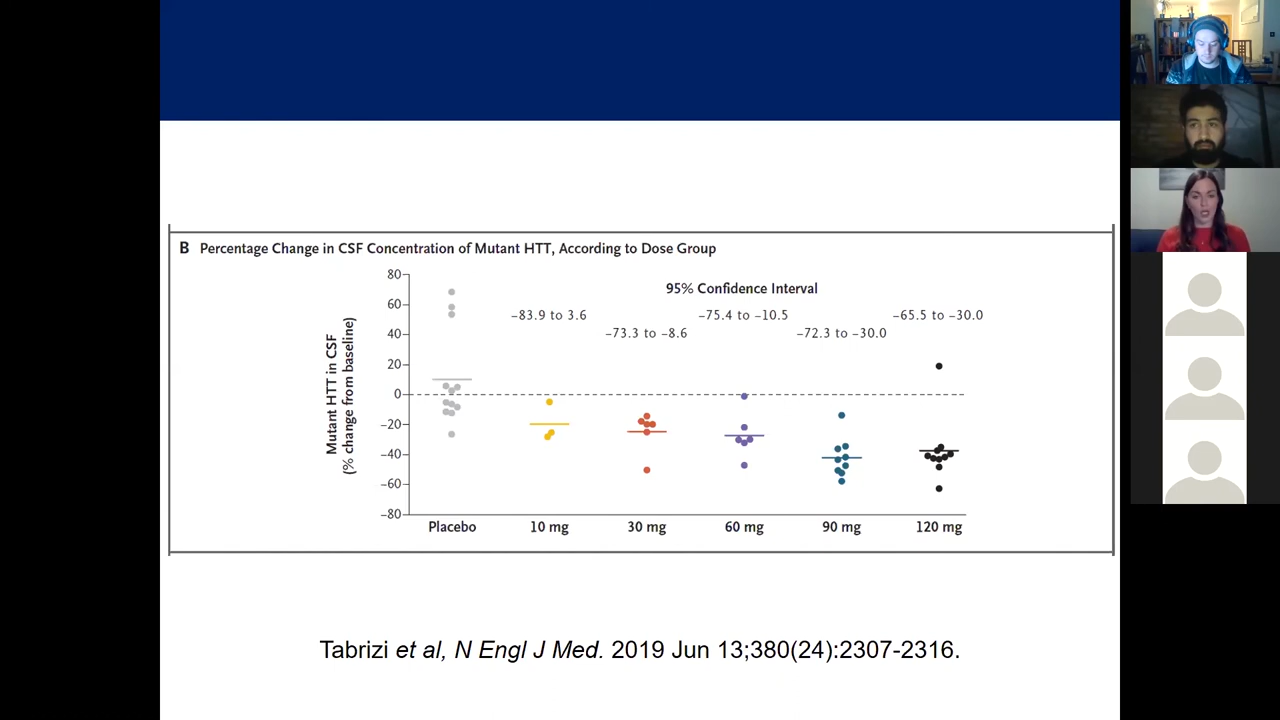 B Percentage Change in CSF Concentration of Mutant HTT, According to Dose Group
Mutant HTT in CSF
(% change from baseline)
80
60
40
20
0
−20
−40
−60
−80
95% Confidence Interval
−83.9 to 3.6
−73.3 to −8.6
−75.4 to −10.5
−72.3 to −30.0
−65.5 to −30.0
Placebo
10 mg
30 mg
60 mg
90 mg
120 mg
Tabrizi et al, N Engl J Med. 2019 Jun 13;380(24):2307-2316.